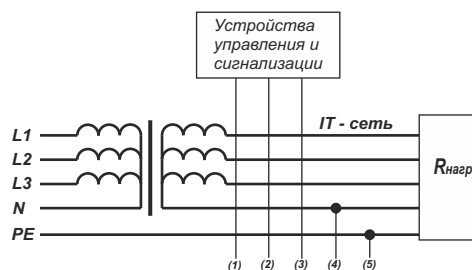 Устройства
управления и
сигнализации
IT - сеть
L1
L2
L3
N
PE
Rнагр
(1) (2) (3) (4) (5)